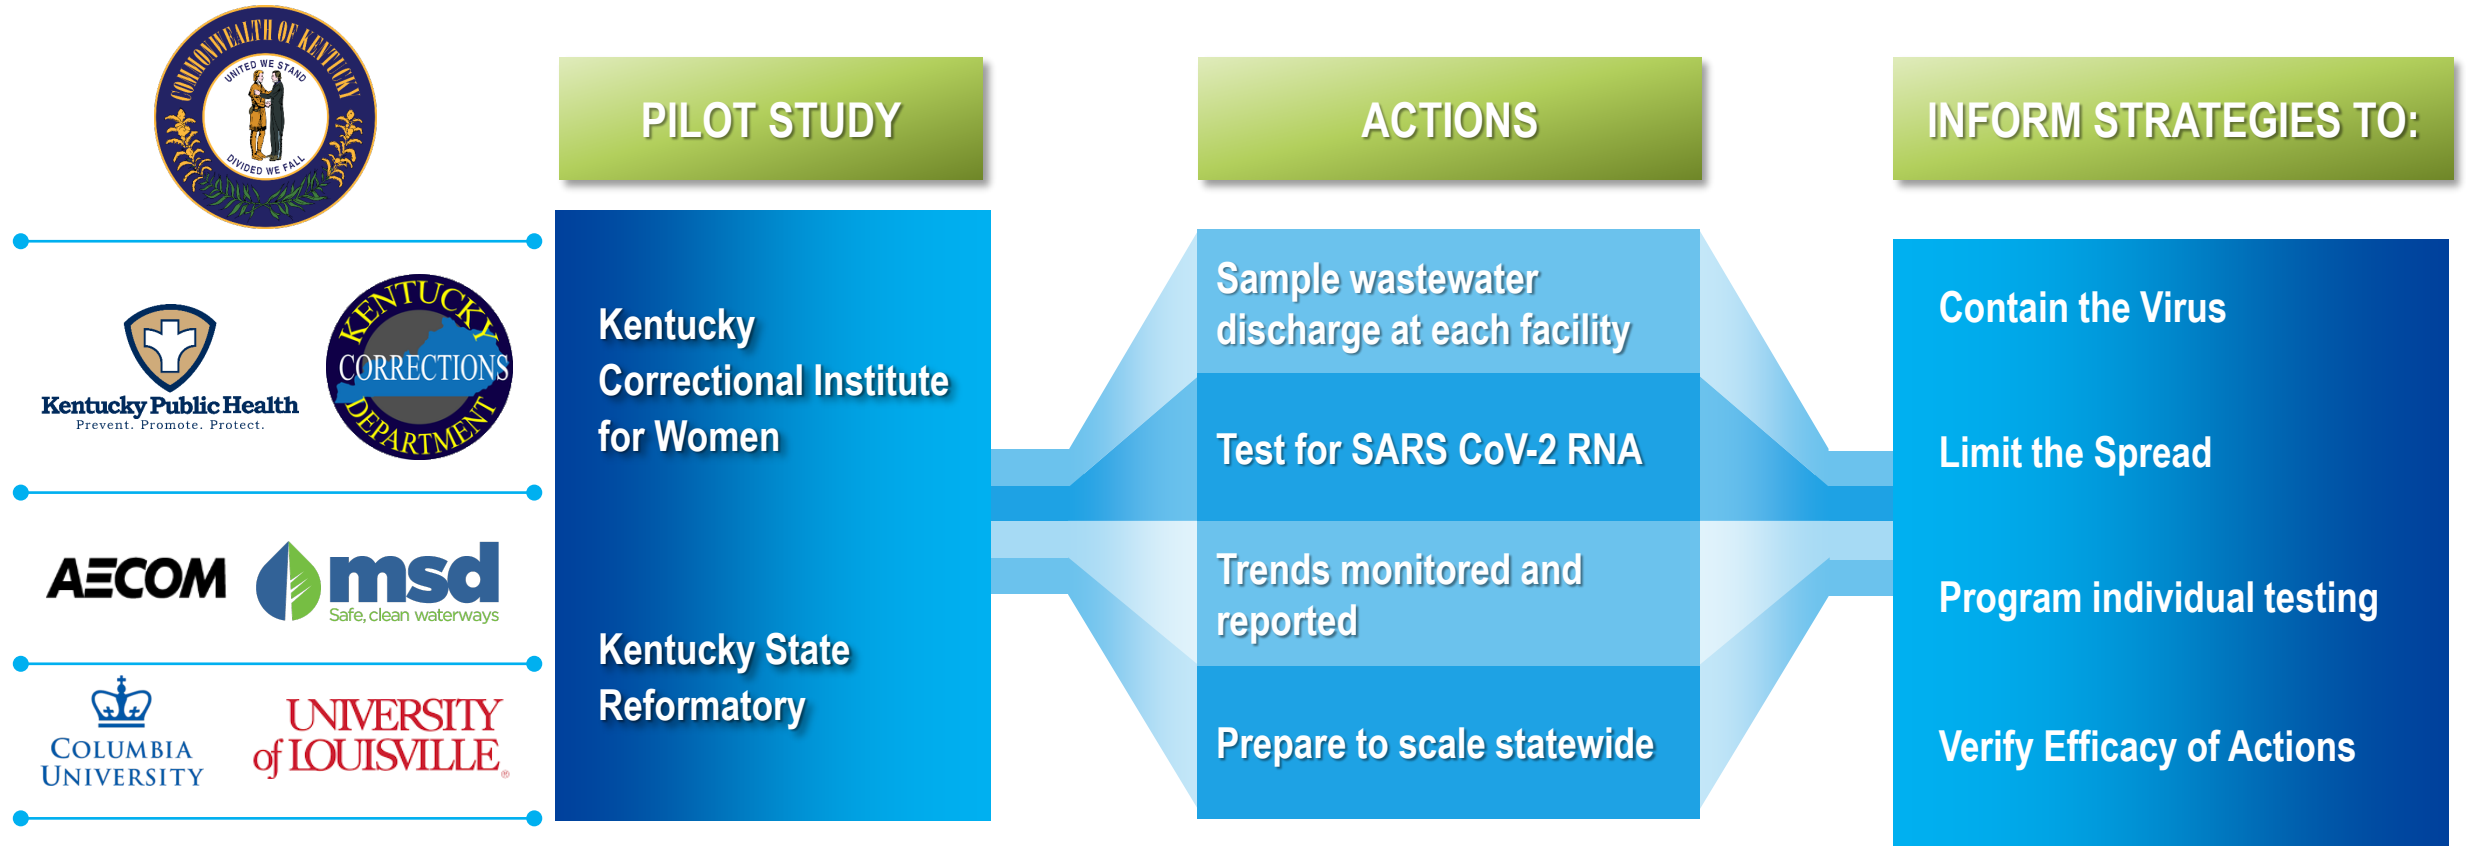 COMMONWEALTH OF KENTUCKY
UNITED WE STAND
DIVIDED WE FALL
Kentucky Public Health
Prevent. Promote. Protect.
KENTUCKY
CORRECTIONS
DEPARTMENT
AECOM
msd
Safe, clean waterways
COLUMBIA
UNIVERSITY
UNIVERSITY
of LOUISVILLE®
PILOT STUDY
Kentucky
Correctional Institute
for Women
Kentucky State
Reformatory
ACTIONS
Sample wastewater
discharge at each facility
Test for SARS CoV-2 RNA
Trends monitored and
reported
Prepare to scale statewide
INFORM STRATEGIES TO:
Contain the Virus
Limit the Spread
Program individual testing
Verify Efficacy of Actions